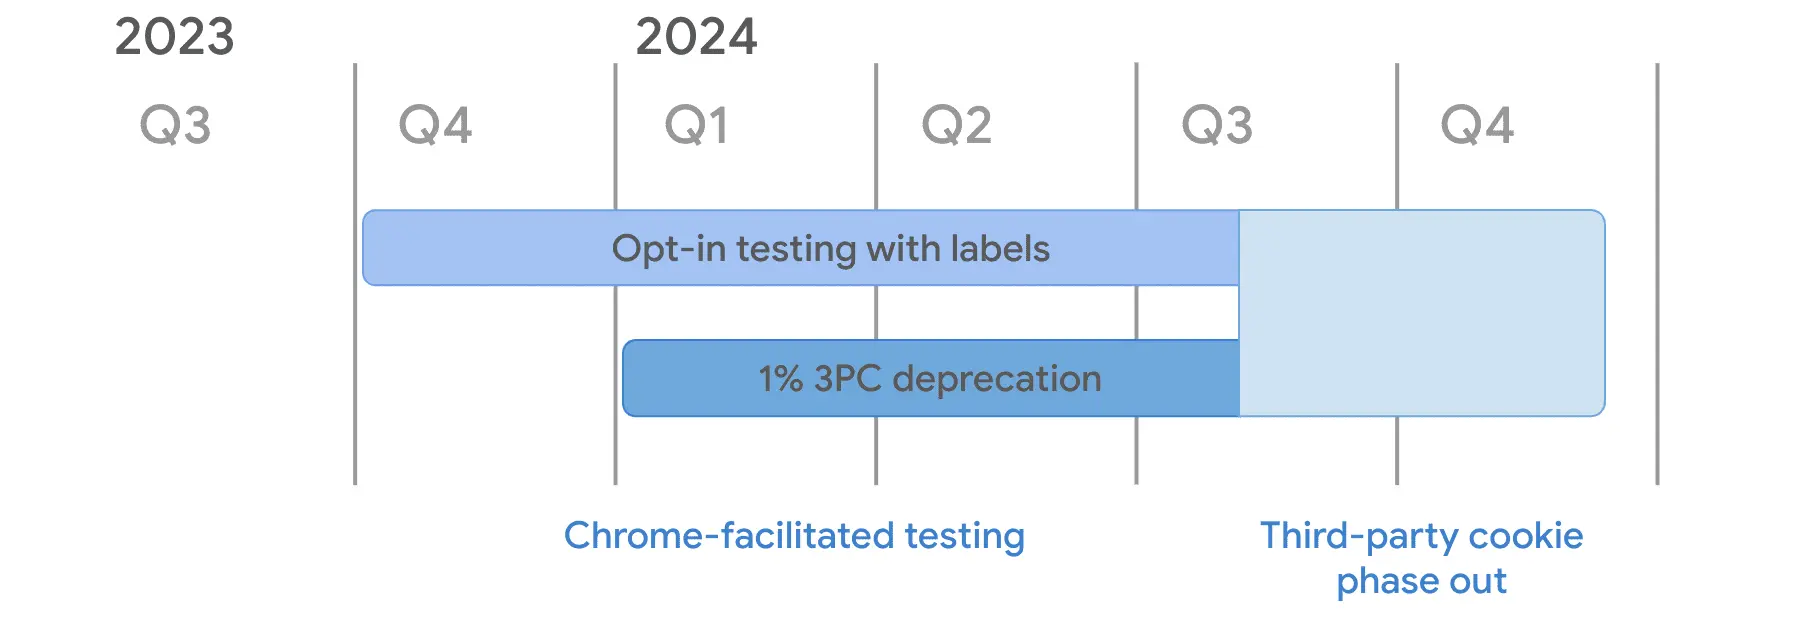 2023 2024
Q3 Q4 Q1 Q2 Q3 Q4
Opt-in testing with labels
1% 3PC deprecation
Chrome-facilitated testing
Third-party cookie
phase out